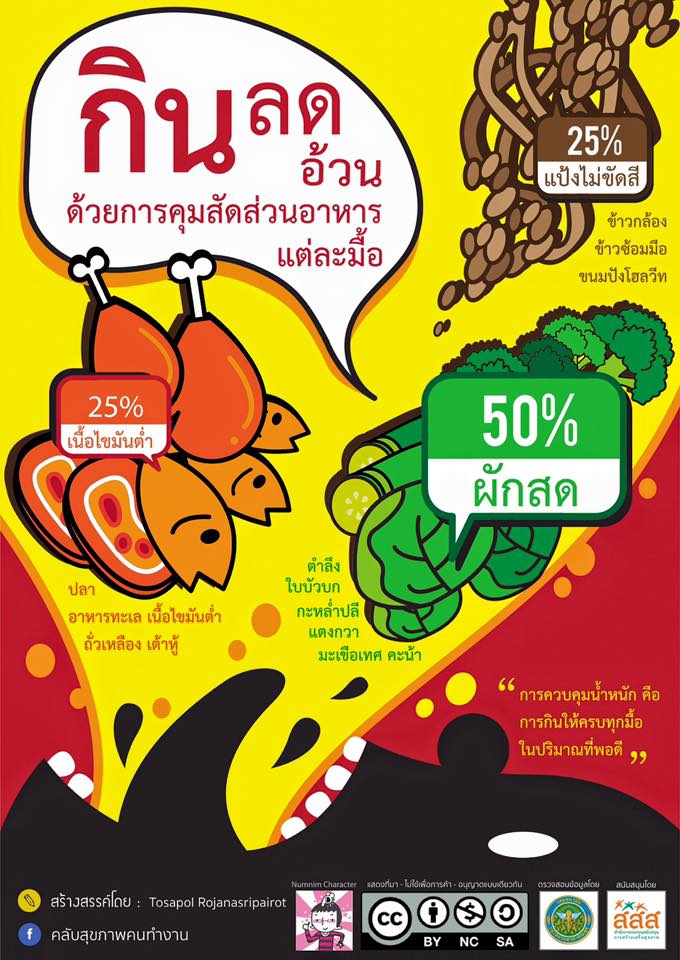 กินลด
อ้วน
ด้วยการคุมสัดส่วนอาหาร
แต่ละมื้อ
25%
แป้งไม่ขัดสี
ข้าวกล้อง
ข้าวซ้อมมือ
ขนมปังโฮลวีท
25%
เนื้อไขมันต่ำ
ปลา
อาหารทะเล เนื้อไขมันต่ำ
ถั่วเหลือง เต้าหู้
50%
ผักสด
ตำลึง
ใบบัวบก
กะหล่ำปลี
แตงกวา
มะเขือเทศ คะน้า
“ การควบคุมน้ำหนัก คือ
การกินให้ครบทุกมื้อ
ในปริมาณที่พอดี ”
สร้างสรรค์โดย : Tosapol Rojanasripairot
คลับสุขภาพคนทำงาน
Numnim Character
แสดงที่มา - ไม่ใช้เพื่อการค้า - อนุญาตแบบเดียวกัน
cc
BY NC SA
ตรวจสอบข้อมูลโดย
สนับสนุนโดย
สสส